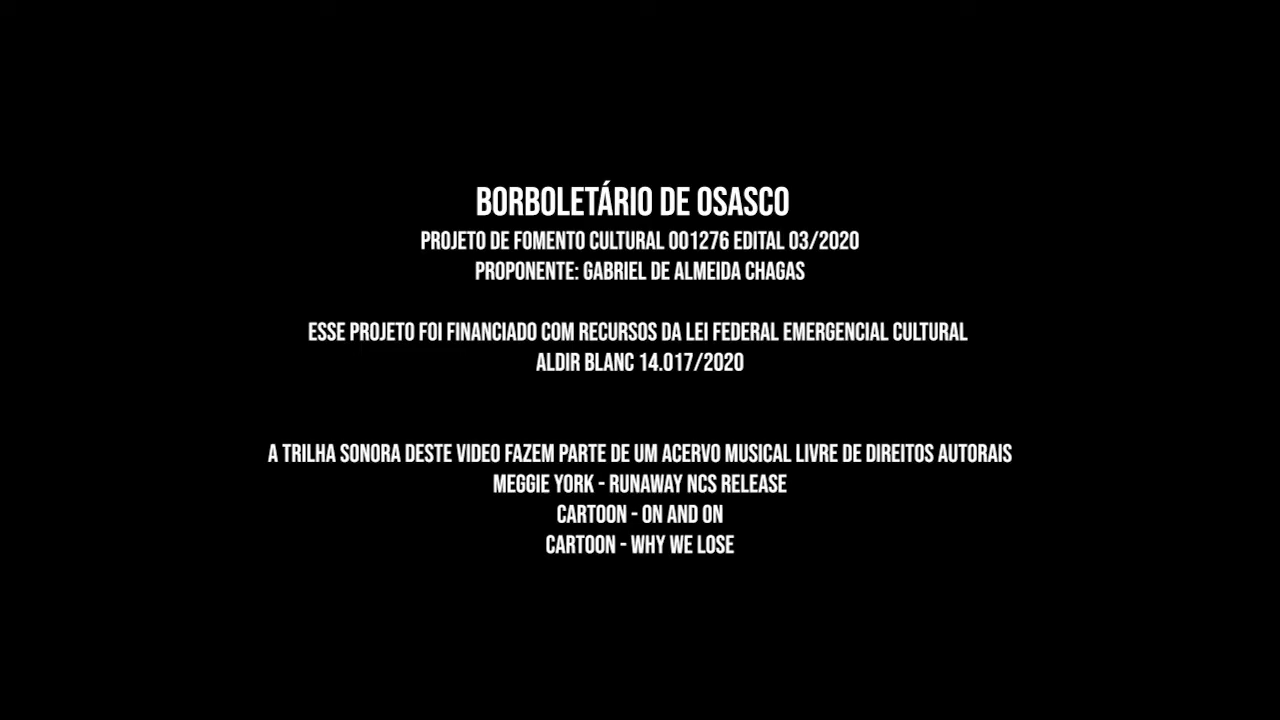 BORBOLETÁRIO DE OSASCO
PROJETO DE FOMENTO CULTURAL 001276 EDITAL 03/2020
PROPONENTE: GABRIEL DE ALMEIDA CHAGAS
ESSE PROJETO FOI FINANCIADO COM RECURSOS DA LEI FEDERAL EMERGENCIAL CULTURAL
ALDIR BLANC 14.017/2020
A TRILHA SONORA DESTE VIDEO FAZEM PARTE DE UM ACERVO MUSICAL LIVRE DE DIREITOS AUTORAIS
MEGGIE YORK - RUNAWAY NCS RELEASE
CARTOON - ON AND ON
CARTOON - WHY WE LOSE